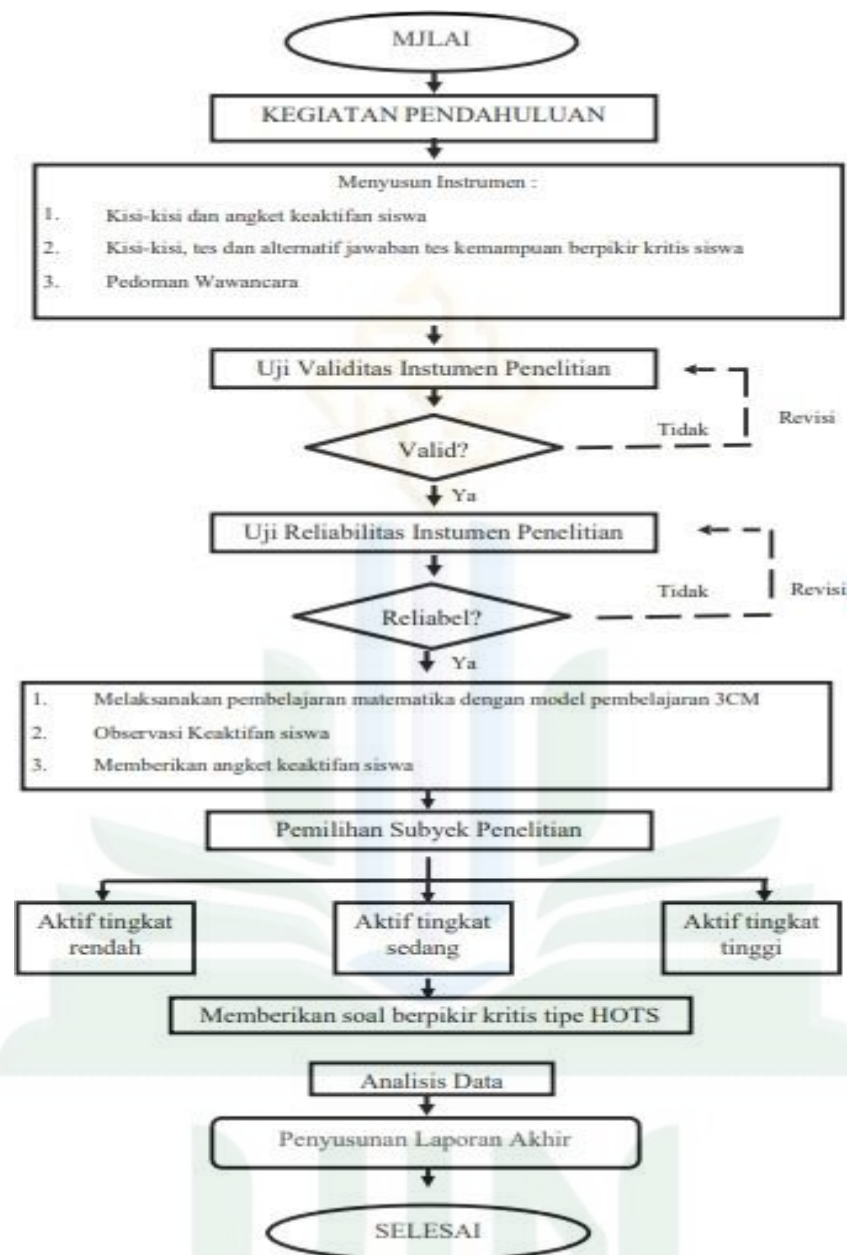 MJLAI
KEGIATAN PENDAHULUAN
Menyusun Instrumen :
1. Kisi-kisi dan angket keaktifan siswa
2. Kisi-kisi, tes dan alternatif jawaban tes kemampuan berpikir kritis siswa
3. Pedoman Wawancara
Uji Validitas Instumen Penelitian
Valid?
Tidak
Revisi
Ya
Uji Reliabilitas Instumen Penelitian
Reliabel?
Tidak
Revisi
Ya
1. Melaksanakan pembelajaran matematika dengan model pembelajaran 3CM
2. Observasi Keaktifan siswa
3. Memberikan angket keaktifan siswa
Pemilihan Subyek Penelitian
Aktif tingkat
rendah
Aktif tingkat
sedang
Aktif tingkat
tinggi
Memberikan soal berpikir kritis tipe HOTS
Analisis Data
Penyusunan Laporan Akhir
SELESAI